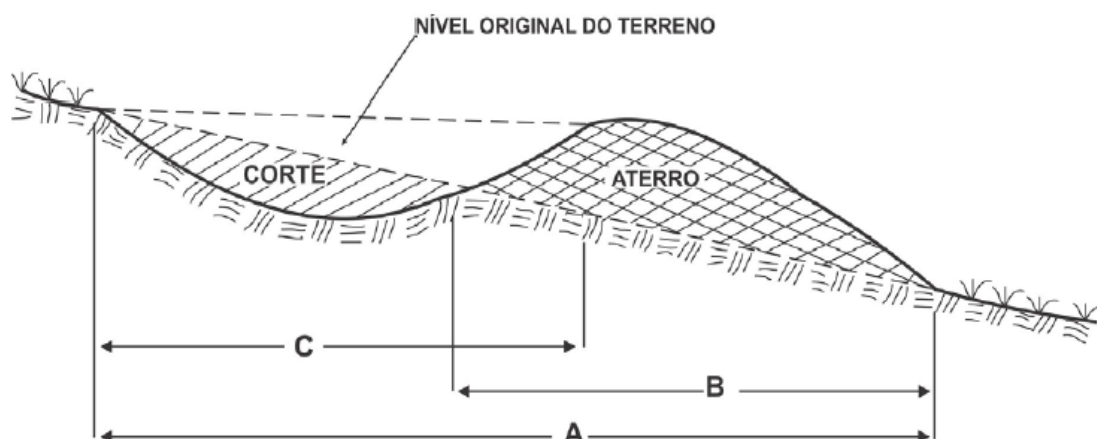 NÍVEL ORIGINAL DO TERRENO
CORTE
ATERRO
C
B
A